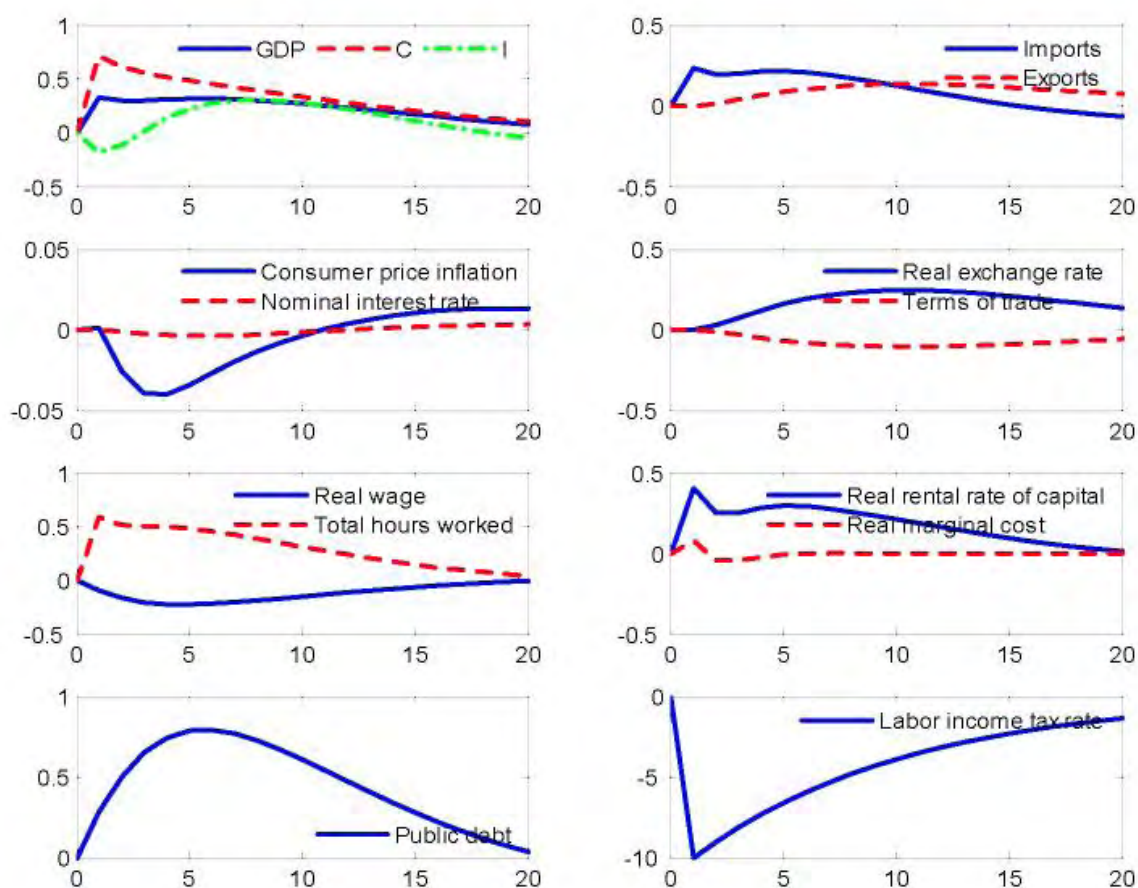 1
GDP C I
0.5
0
-0.5
0 5 10 15 20
0.5
Imports
Exports
0
-0.5
0 5 10 15 20
0.05
Consumer price inflation
Nominal interest rate
0
-0.05
0 5 10 15 20
0.5
Real exchange rate
Terms of trade
0
-0.5
0 5 10 15 20
1
Real wage
0.5
Total hours worked
0
-0.5
0 5 10 15 20
0.5
Real rental rate of capital
Real marginal cost
0
-0.5
0 5 10 15 20
1
0.5
Public debt
0
0 5 10 15 20
0
Labor income tax rate
-5
-10
0 5 10 15 20